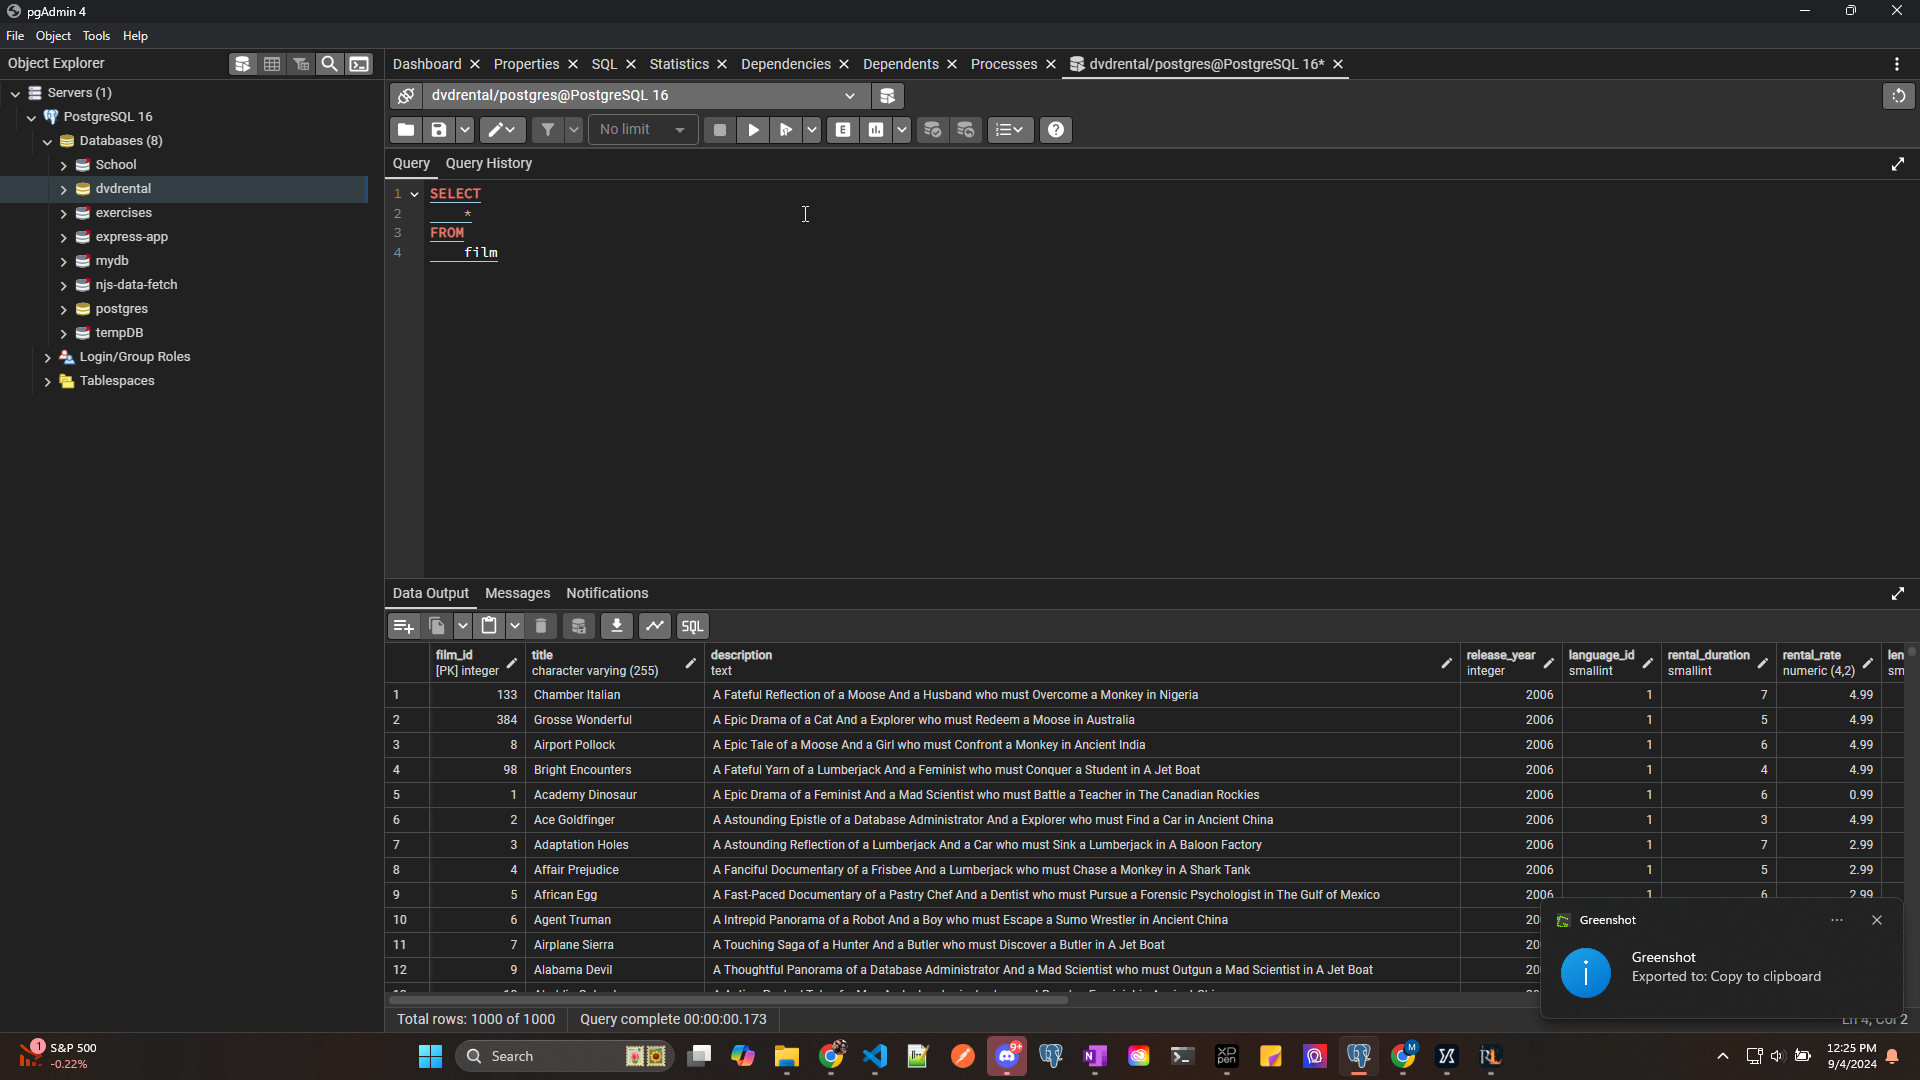 pgAdmin 4
File Object Tools Help
Object Explorer
Servers (1)
PostgreSQL 16
Databases (8)
School
dvdrental
exercises
express-app
mydb
njs-data-fetch
postgres
tempDB
Login/Group Roles
Tablespaces
Dashboard Properties SQL Statistics Dependencies Dependents Processes dvdrental/postgres@PostgreSQL 16*
dvdrental/postgres@PostgreSQL 16
No limit E
Query Query History
1 SELECT
2 *
3 FROM
4 film
Data Output Messages Notifications
SQL
film_id title description release_year language_id rental_duration rental_rate len
[PK] integer character varying (255) text integer smallint smallint numeric (4,2) sm
1 133 Chamber Italian A Fateful Reflection of a Moose And a Husband who must Overcome a Monkey in Nigeria 2006 1 7 4.99
2 384 Grosse Wonderful A Epic Drama of a Cat And a Explorer who must Redeem a Moose in Australia 2006 1 5 4.99
3 8 Airport Pollock A Epic Tale of a Moose And a Girl who must Confront a Monkey in Ancient India 2006 1 6 4.99
4 98 Bright Encounters A Fateful Yarn of a Lumberjack And a Feminist who must Conquer a Student in A Jet Boat 2006 1 4 4.99
5 1 Academy Dinosaur A Epic Drama of a Feminist And a Mad Scientist who must Battle a Teacher in The Canadian Rockies 2006 1 6 0.99
6 2 Ace Goldfinger A Astounding Epistle of a Database Administrator And a Explorer who must Find a Car in Ancient China 2006 1 3 4.99
7 3 Adaptation Holes A Astounding Reflection of a Lumberjack And a Car who must Sink a Lumberjack in A Baloon Factory 2006 1 7 2.99
8 4 Affair Prejudice A Fanciful Documentary of a Frisbee And a Lumberjack who must Chase a Monkey in A Shark Tank 2006 1 5 2.99
9 5 African Egg A Fast-Paced Documentary of a Pastry Chef And a Dentist who must Pursue a Forensic Psychologist in The Gulf of Mexico 2006 1 6 2.99
10 6 Agent Truman A Intrepid Panorama of a Robot And a Boy who must Escape a Sumo Wrestler in Ancient China 20
11 7 Airplane Sierra A Touching Saga of a Hunter And a Butler who must Discover a Butler in A Jet Boat 20
12 9 Alabama Devil A Thoughtful Panorama of a Database Administrator And a Mad Scientist who must Outgun a Mad Scientist in A Jet Boat 20
Greenshot
Greenshot
Exported to: Copy to clipboard
Total rows: 1000 of 1000 Query complete 00:00:00.173 Ln 4, Col 2
1 S&P 500
-0.22%
Search
9+
M
12:25 PM
9/4/2024